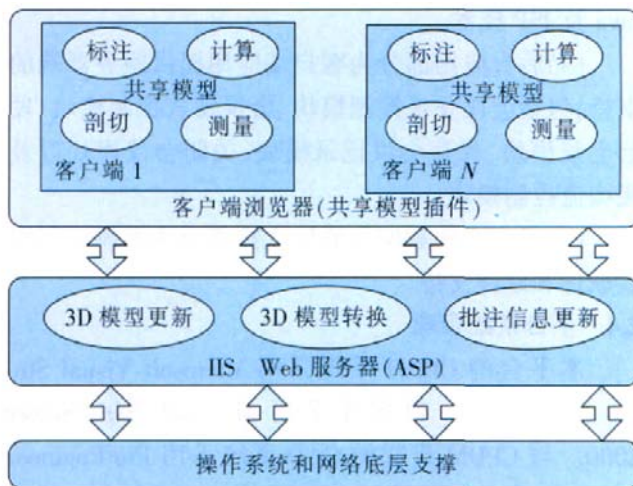 标注 计算 标注 计算
共享模型 共享模型
剖切 测量 剖切 测量
客户端 1 客户端 N
客户端浏览器(共享模型插件)
3D 模型更新 3D 模型转换 批注信息更新
IIS Web 服务器(ASP)
操作系统和网络底层支撑